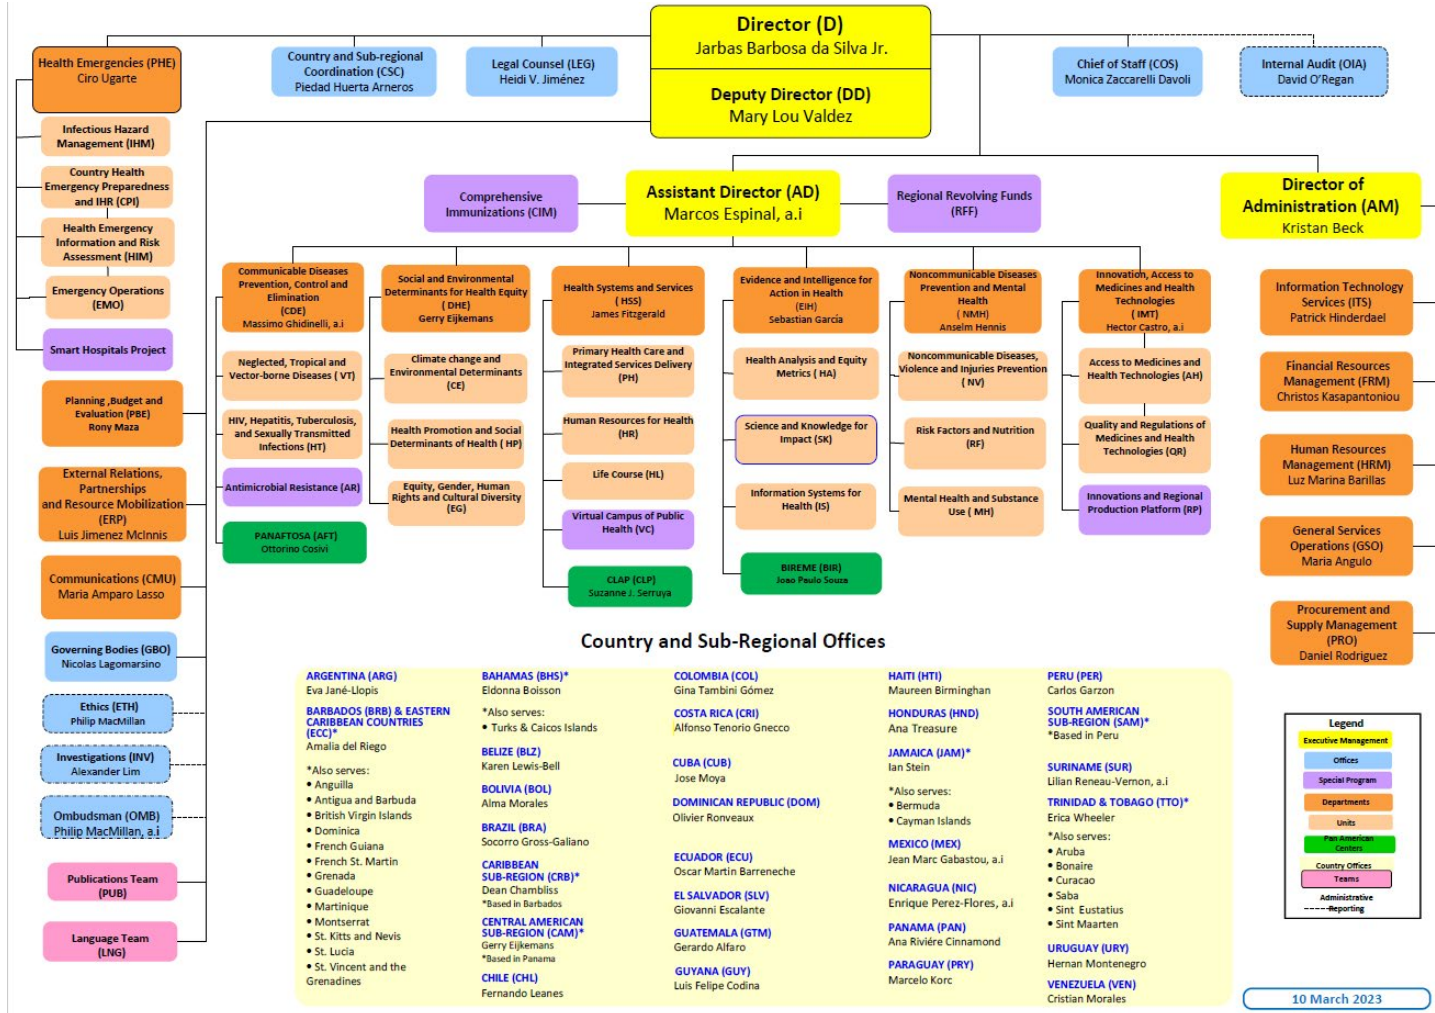 Director (D)
Jarbas Barbosa da Silva Jr.
Deputy Director (DD)
Mary Lou Valdez
Health Emergencies (PHE)
Ciro Ugarte
Country and Sub-regional
Coordination (CSC)
Piedad Huerta Arneros
Legal Counsel (LEG)
Heidi V. Jiménez
Chief of Staff (COS)
Monica Zaccarelli Davoli
Internal Audit (OIA)
David O'Regan
Infectious Hazard
Management (IHM)
Country Health
Emergency Preparedness
and IHR (CPI)
Health Emergency
Information and Risk
Assessment (HIM)
Emergency Operations
(EMO)
Smart Hospitals Project
Planning ,Budget and
Evaluation (PBE)
Rony Maza
External Relations,
Partnerships
and Resource Mobilization
(ERP)
Luis Jimenez McInnis
Communications (CMU)
Maria Amparo Lasso
Governing Bodies (GBO)
Nicolas Lagomarsino
Ethics (ETH)
Philip MacMillan
Investigations (INV)
Alexander Lim
Ombudsman (OMB)
Philip MacMillan, a.i
Publications Team
(PUB)
Language Team
(LNG)
Comprehensive
Immunizations (CIM)
Assistant Director (AD)
Marcos Espinal, a.i
Regional Revolving Funds
(RFF)
Director of
Administration (AM)
Kristan Beck
Communicable Diseases
Prevention, Control and
Elimination
(CDE)
Massimo Ghidinelli, a.i
Neglected, Tropical and
Vector-borne Diseases ( VT)
HIV, Hepatitis, Tuberculosis,
and Sexually Transmitted
Infections (HT)
Antimicrobial Resistance (AR)
PANAFTOSA (AFT)
Ottorino Cosivi
Social and Environmental
Determinants for Health Equity
( DHE)
Gerry Eijkemans
Climate change and
Environmental Determinants
(CE)
Health Promotion and Social
Determinants of Health ( HP)
Equity, Gender, Human
Rights and Cultural Diversity
(EG)
Health Systems and Services
( HSS)
James Fitzgerald
Primary Health Care and
Integrated Services Delivery
(PH)
Human Resources for Health
(HR)
Life Course (HL)
Virtual Campus of Public
Health (VC)
CLAP (CLP)
Suzanne J. Serruya
Evidence and Intelligence for
Action in Health
(EIH)
Sebastian García
Health Analysis and Equity
Metrics ( HA)
Science and Knowledge for
Impact (SK)
Information Systems for
Health (IS)
BIREME (BIR)
Joao Paulo Souza
Noncommunicable Diseases
Prevention and Mental
Health
( NMH)
Anselm Hennis
Noncommunicable Diseases,
Violence and Injuries Prevention
( NV)
Risk Factors and Nutrition
(RF)
Mental Health and Substance
Use ( MH)
Innovation, Access to
Medicines and Health
Technologies
( IMT)
Hector Castro, a.i
Access to Medicines and
Health Technologies (AH)
Quality and Regulations of
Medicines and Health
Technologies (QR)
Innovations and Regional
Production Platform (RP)
Information Technology
Services (ITS)
Patrick Hinderdael
Financial Resources
Management (FRM)
Christos Kasapantoniou
Human Resources
Management (HRM)
Luz Marina Barillas
General Services
Operations (GSO)
Maria Angulo
Procurement and
Supply Management
(PRO)
Daniel Rodriguez
Country and Sub-Regional Offices
ARGENTINA (ARG)
Eva Jané-Llopis
BARBADOS (BRB) & EASTERN
CARIBBEAN COUNTRIES
(ECC)*
Amalia del Riego
*Also serves:
• Anguilla
• Antigua and Barbuda
• British Virgin Islands
• Dominica
• French Guiana
• French St. Martin
• Grenada
• Guadeloupe
• Martinique
• Montserrat
• St. Kitts and Nevis
• St. Lucia
• St. Vincent and the
Grenadines
BAHAMAS (BHS)*
Eldonna Boisson
*Also serves:
• Turks & Caicos Islands
BELIZE (BLZ)
Karen Lewis-Bell
BOLIVIA (BOL)
Alma Morales
BRAZIL (BRA)
Socorro Gross-Galiano
CARIBBEAN
SUB-REGION (CRB)*
Dean Chambliss
*Based in Barbados
CENTRAL AMERICAN
SUB-REGION (CAM)*
Gerry Eijkemans
*Based in Panama
CHILE (CHL)
Fernando Leanes
COLOMBIA (COL)
Gina Tambini Gómez
COSTA RICA (CRI)
Alfonso Tenorio Gnecco
CUBA (CUB)
Jose Moya
DOMINICAN REPUBLIC (DOM)
Olivier Ronveaux
ECUADOR (ECU)
Oscar Martin Barreneche
EL SALVADOR (SLV)
Giovanni Escalante
GUATEMALA (GTM)
Gerardo Alfaro
GUYANA (GUY)
Luis Felipe Codina
HAITI (HTI)
Maureen Birminghan
HONDURAS (HND)
Ana Treasure
JAMAICA (JAM)*
Ian Stein
*Also serves:
• Bermuda
• Cayman Islands
MEXICO (MEX)
Jean Marc Gabastou, a.i
NICARAGUA (NIC)
Enrique Perez-Flores, a.i
PANAMA (PAN)
Ana Riviére Cinnamond
PARAGUAY (PRY)
Marcelo Korc
PERU (PER)
Carlos Garzon
SOUTH AMERICAN
SUB-REGION (SAM)*
*Based in Peru
SURINAME (SUR)
Lilian Reneau-Vernon, a.i
TRINIDAD & TOBAGO (TTO)*
Erica Wheeler
*Also serves:
• Aruba
• Bonaire
• Curacao
• Saba
• Sint Eustatius
• Sint Maarten
URUGUAY (URY)
Hernan Montenegro
VENEZUELA (VEN)
Cristian Morales
Legend
Executive Management
Offices
Special Program
Departments
Units
Pan American
Centers
Country Offices
Teams
Administrative
Reporting
10 March 2023